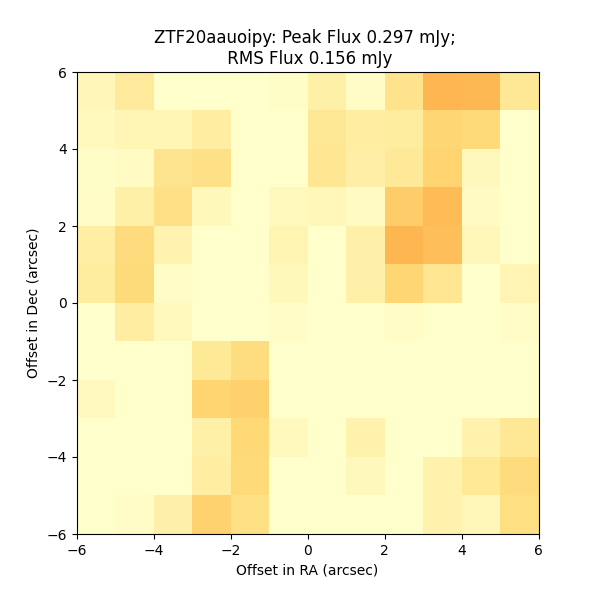 ZTF20aauoipy: Peak Flux 0.297 mJy;
RMS Flux 0.156 mJy
6
4
2
0
−2
−4
−6
Offset in Dec (arcsec)
−6 −4 −2 0 2 4 6
Offset in RA (arcsec)